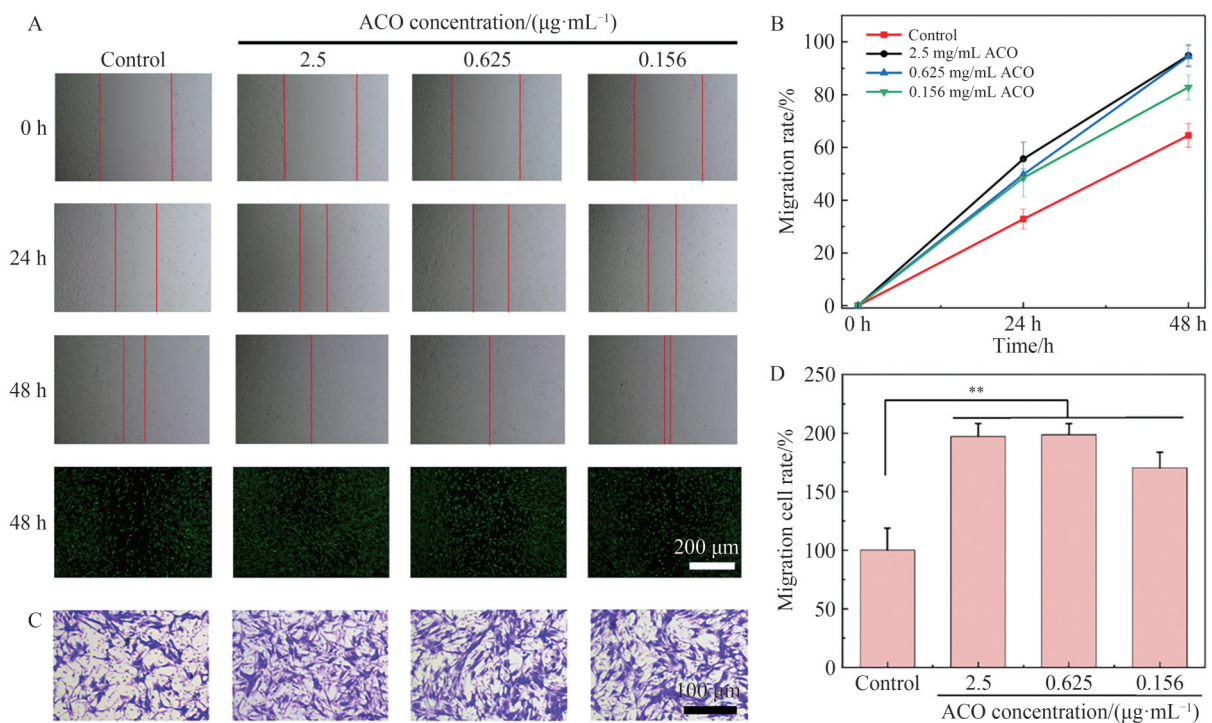 A
ACO concentration/(μg·mL⁻¹)
Control 2.5 0.625 0.156
0 h
24 h
48 h
48 h
200 μm
C
100 μm
B
Migration rate/%
100
80
60
40
20
0
Control
2.5 mg/mL ACO
0.625 mg/mL ACO
0.156 mg/mL ACO
0 h 24 h 48 h
Time/h
D
Migration cell rate/%
250
200
150
100
50
0
**
Control 2.5 0.625 0.156
ACO concentration/(μg·mL⁻¹)